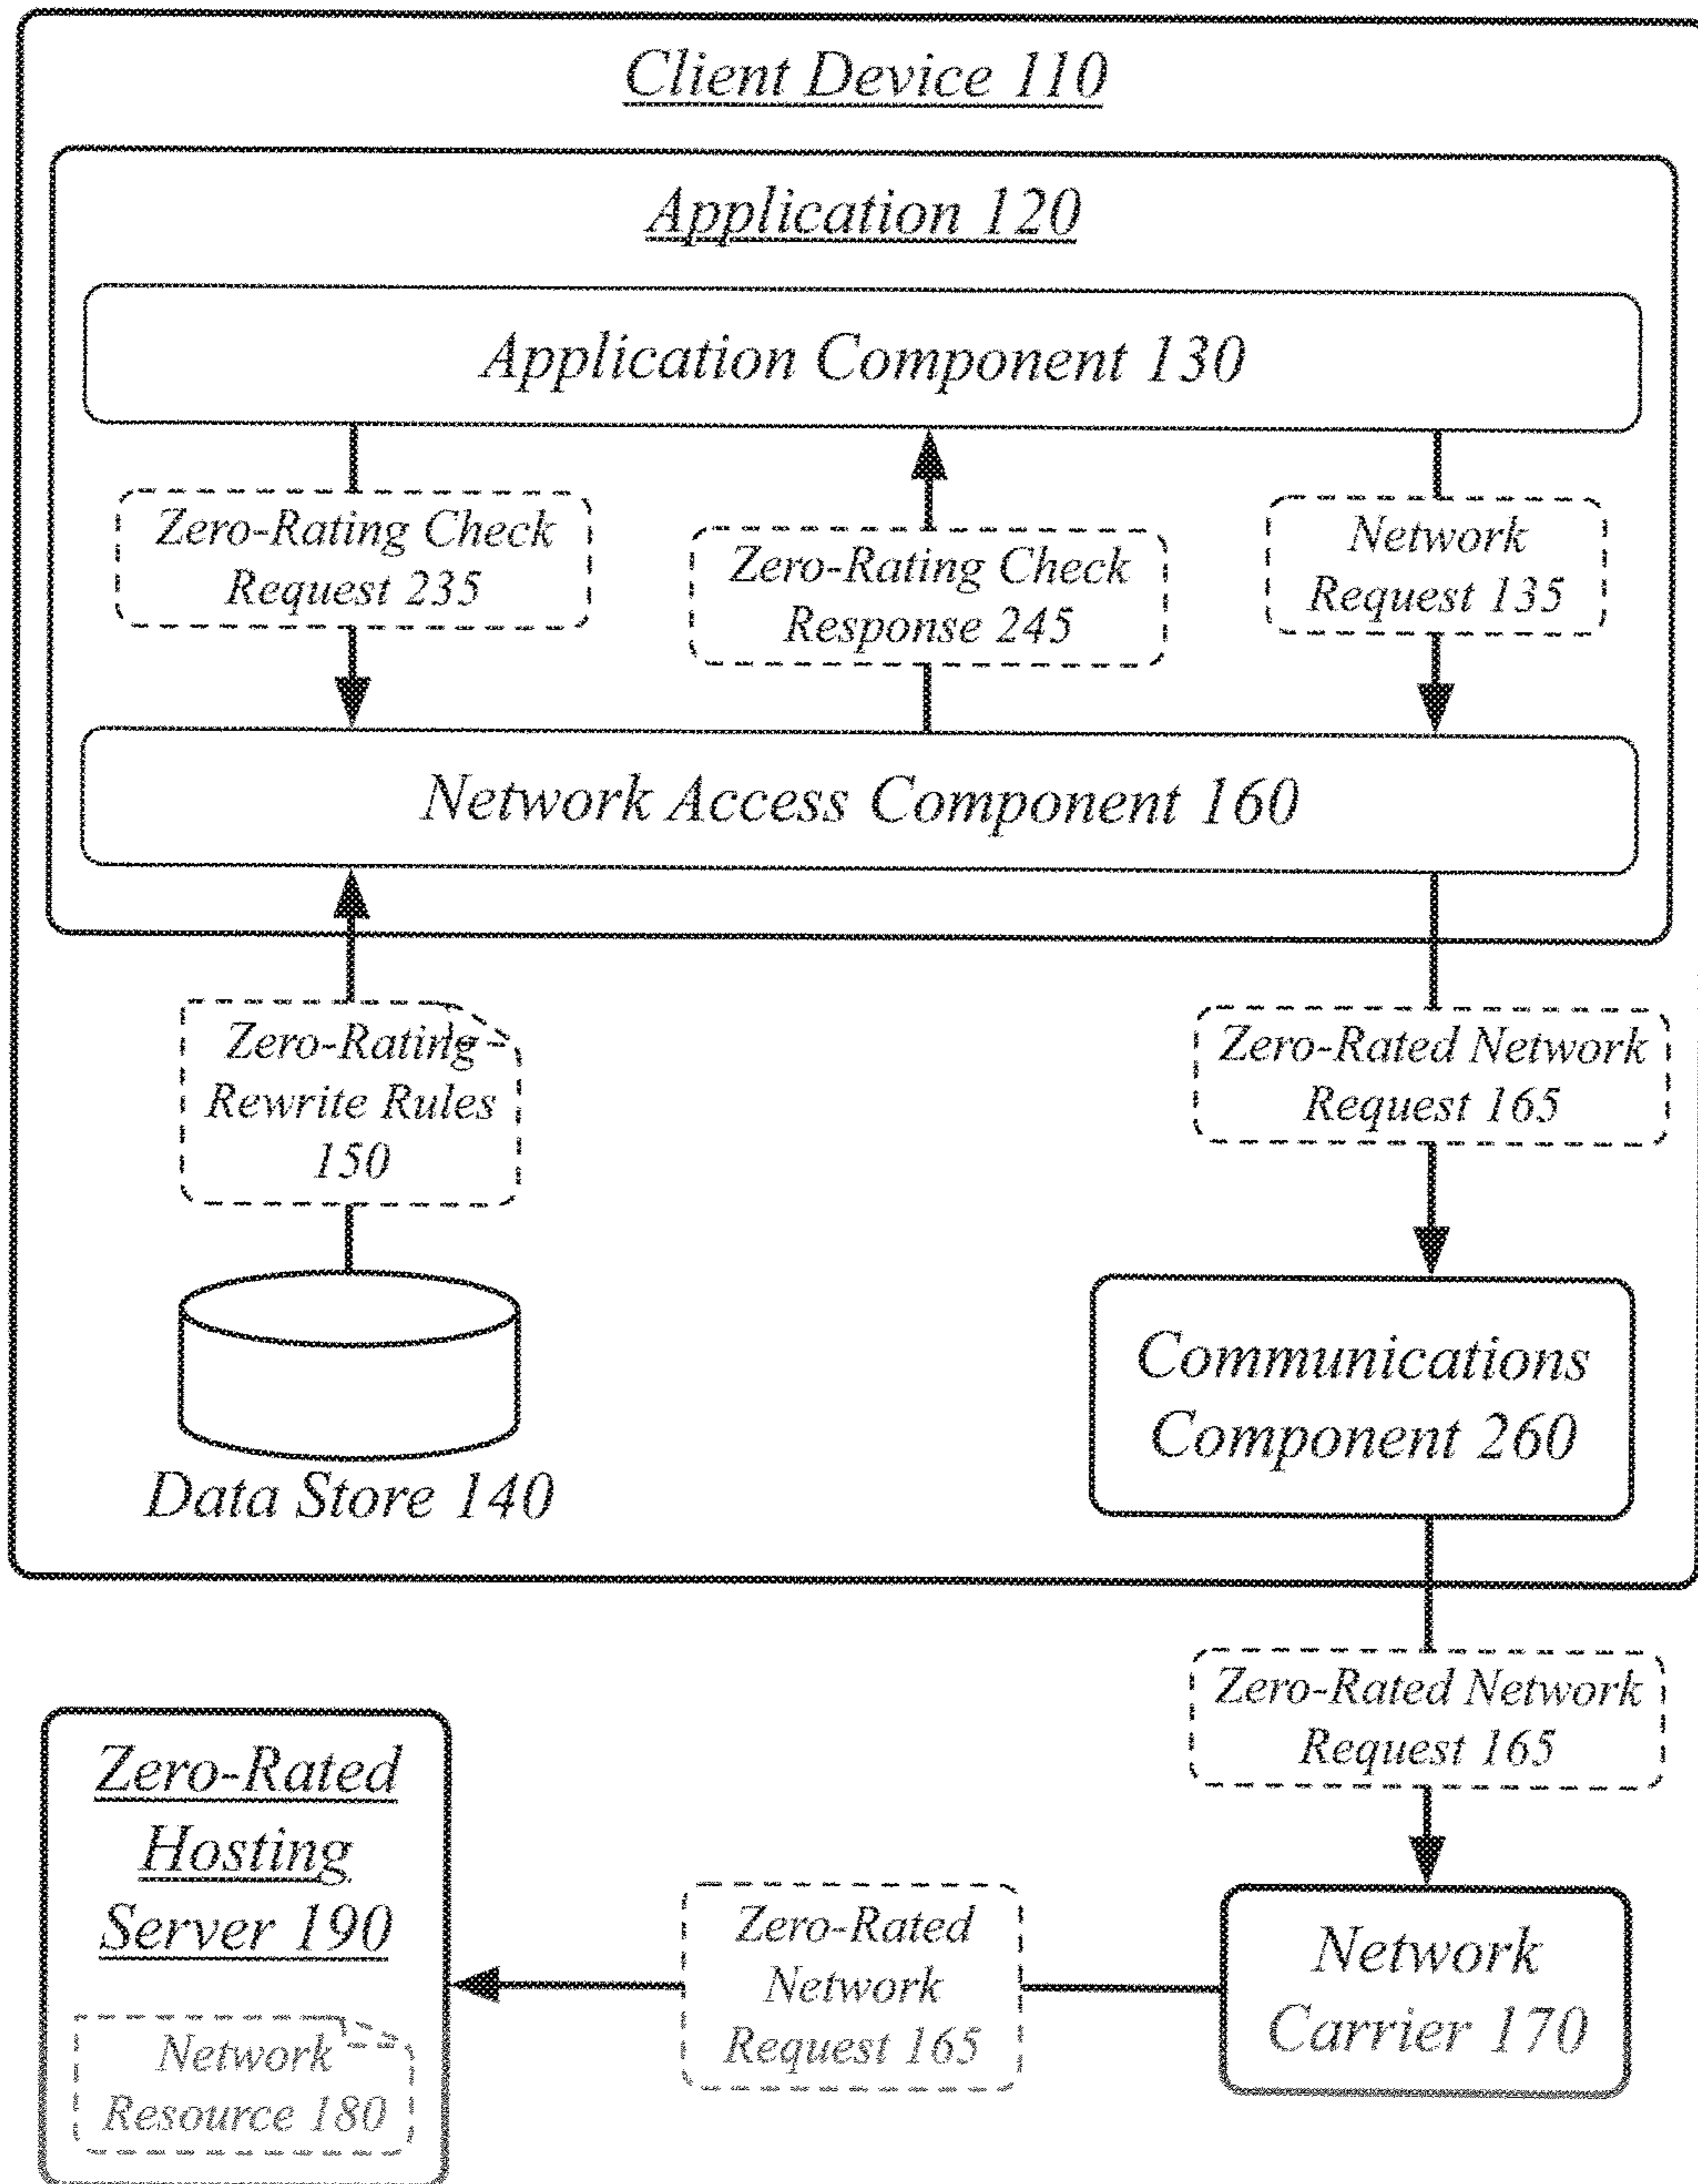 Client Device 110
Application 120
Application Component 130
Zero-Rating Check
Request 235
Zero-Rating Check
Response 245
Network
Request 135
Network Access Component 160
Zero-Rating
Rewrite Rules
150
Zero-Rated Network
Request 165
Data Store 140
Communications
Component 260
Zero-Rated Network
Request 165
Zero-Rated
Hosting
Server 190
Network
Resource 180
Zero-Rated
Network
Request 165
Network
Carrier 170